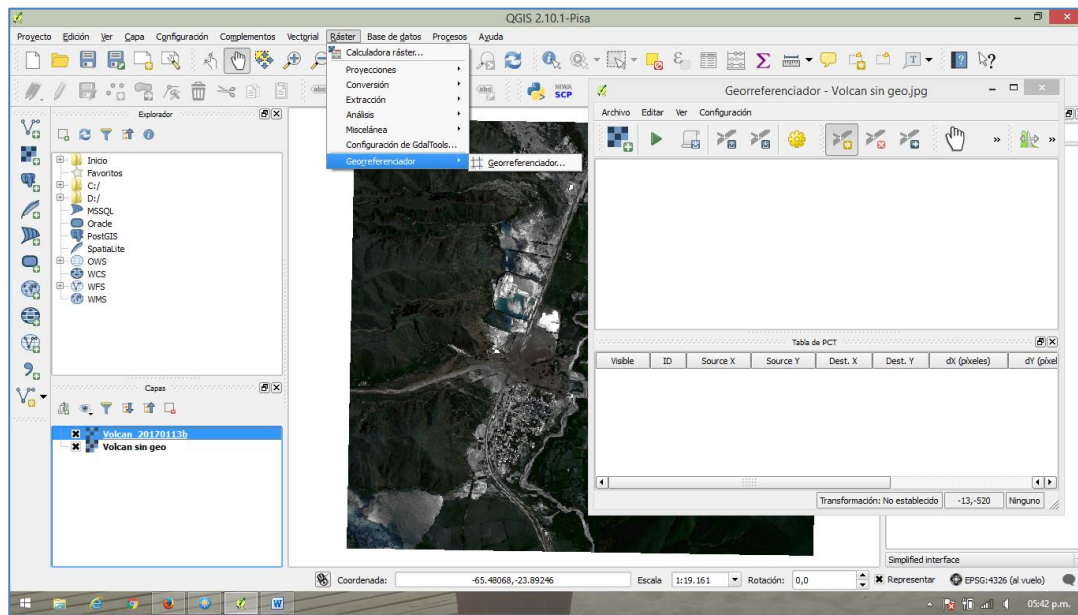 QGIS 2.10.1-Pisa
Proyecto Edición Ver Capa Configuración Complementos Vectorial Ráster Base de datos Procesos Ayuda
Calculadora ráster...
Proyecciones
Conversión
Extracción
Análisis
Miscelánea
Configuración de GdalTools...
Georreferenciador
Georreferenciador...
abc
abc
NIWA
SCP
Explorador
Inicio
Favoritos
C:/
D:/
MSSQL
Oracle
PostGIS
SpatiaLite
OWS
WCS
WFS
WMS
Capas
Volcan_20170113b
Volcan sin geo
Georreferenciador - Volcan sin geo.jpg
Archivo Editar Ver Configuración
Tabla de PCT
Visible ID Source X Source Y Dest. X Dest. Y dX (píxeles) dY (píxel
Transformación: No establecido -13,-520 Ninguno
Simplified interface
Coordenada: -65.48068,-23.89246 Escala 1:19.161 Rotación: 0,0 Representar EPSG:4326 (al vuelo)
05:42 p.m.